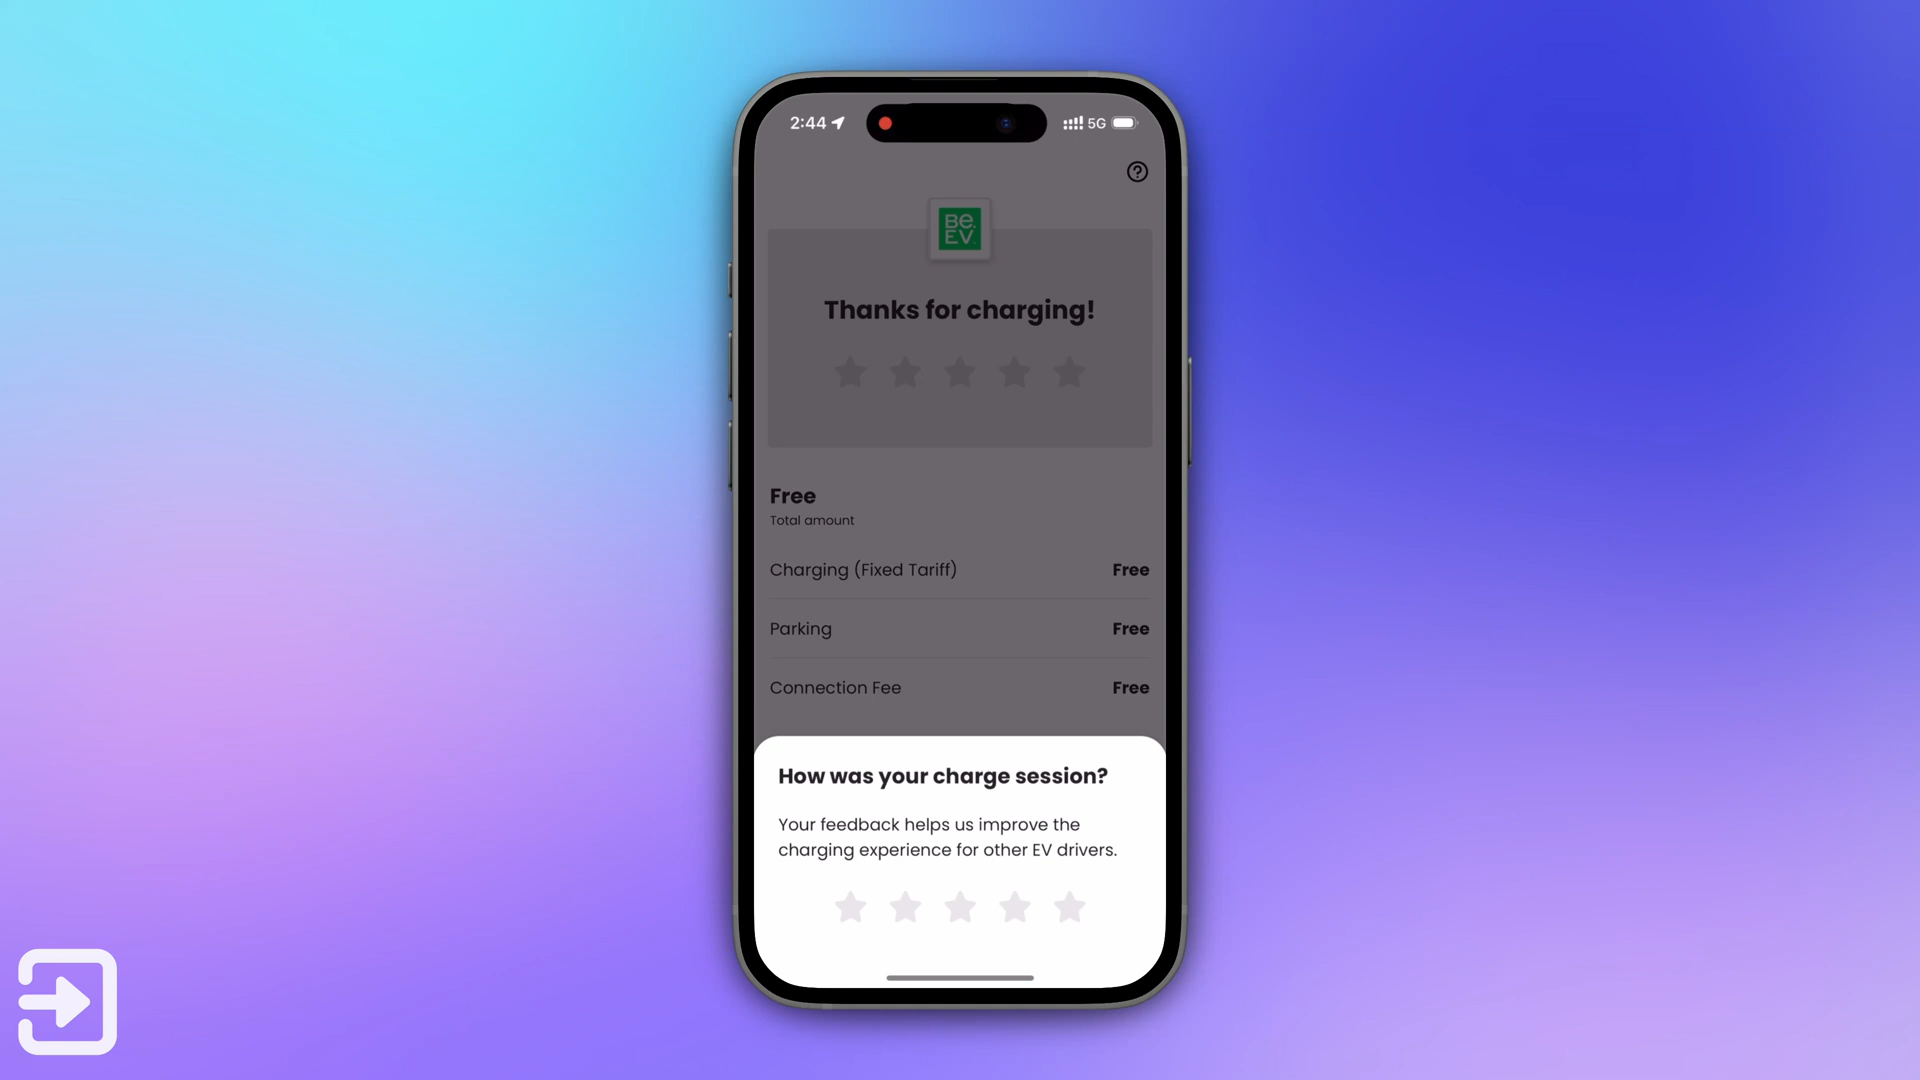 2:44
5G
Be.
EV.
Thanks for charging!
Free
Total amount
Charging (Fixed Tariff) Free
Parking Free
Connection Fee Free
How was your charge session?
Your feedback helps us improve the
charging experience for other EV drivers.